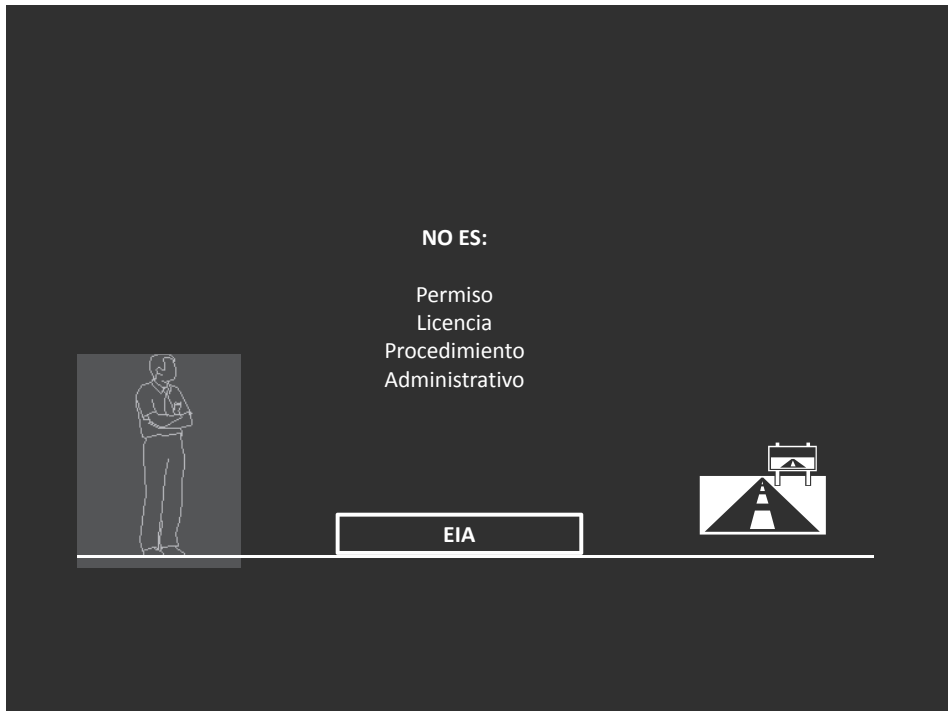 NO ES:
Permiso
Licencia
Procedimiento
Administrativo
EIA